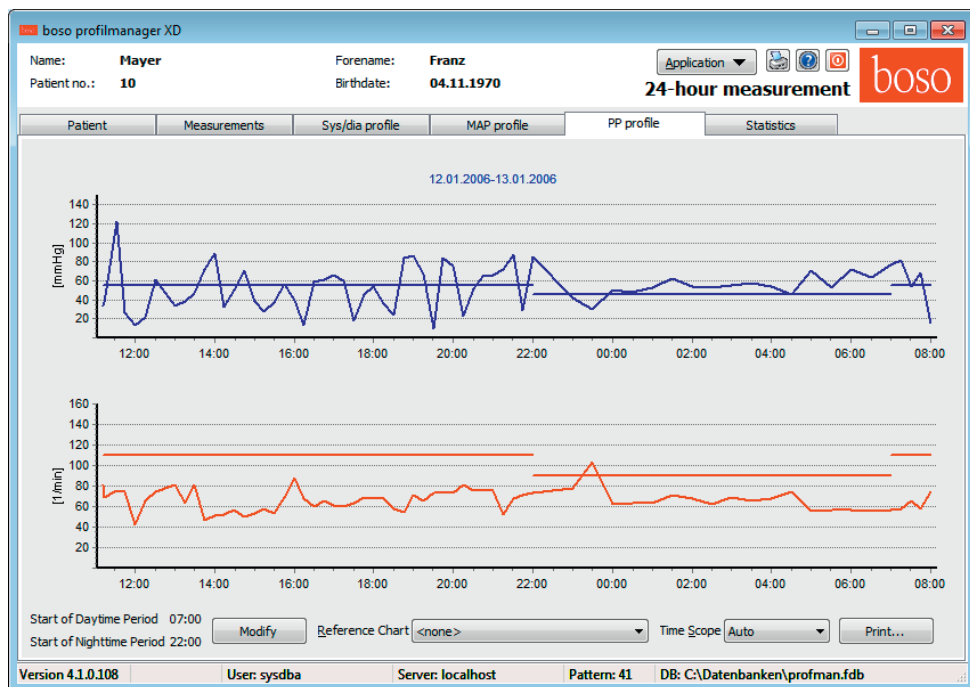 boso profilmanager XD
Name: Mayer Forename: Franz Application
Patient no.: 10 Birthdate: 04.11.1970 24-hour measurement boso
Patient Measurements Sys/dia profile MAP profile PP profile Statistics
12.01.2006-13.01.2006
[mmHg]
140
120
100
80
60
40
20
12:00 14:00 16:00 18:00 20:00 22:00 00:00 02:00 04:00 06:00 08:00
[1/min]
160
140
120
100
80
60
40
20
12:00 14:00 16:00 18:00 20:00 22:00 00:00 02:00 04:00 06:00 08:00
Start of Daytime Period 07:00
Start of Nighttime Period 22:00
Modify Reference Chart <none> Time Scope Auto Print...
Version 4.1.0.108 User: sysdba Server: localhost Pattern: 41 DB: C:\Datenbanken\profman.fdb